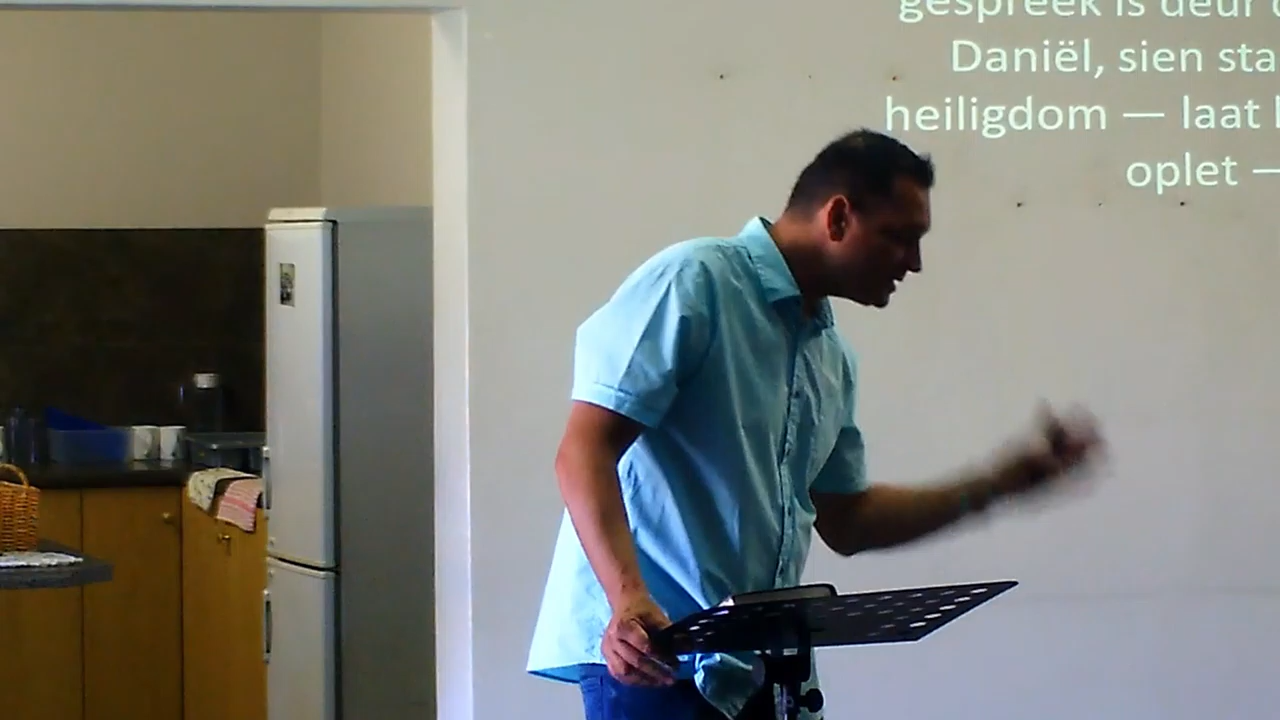 gespreek is deur
Daniël, sien sta
heiligdom — laat
oplet —